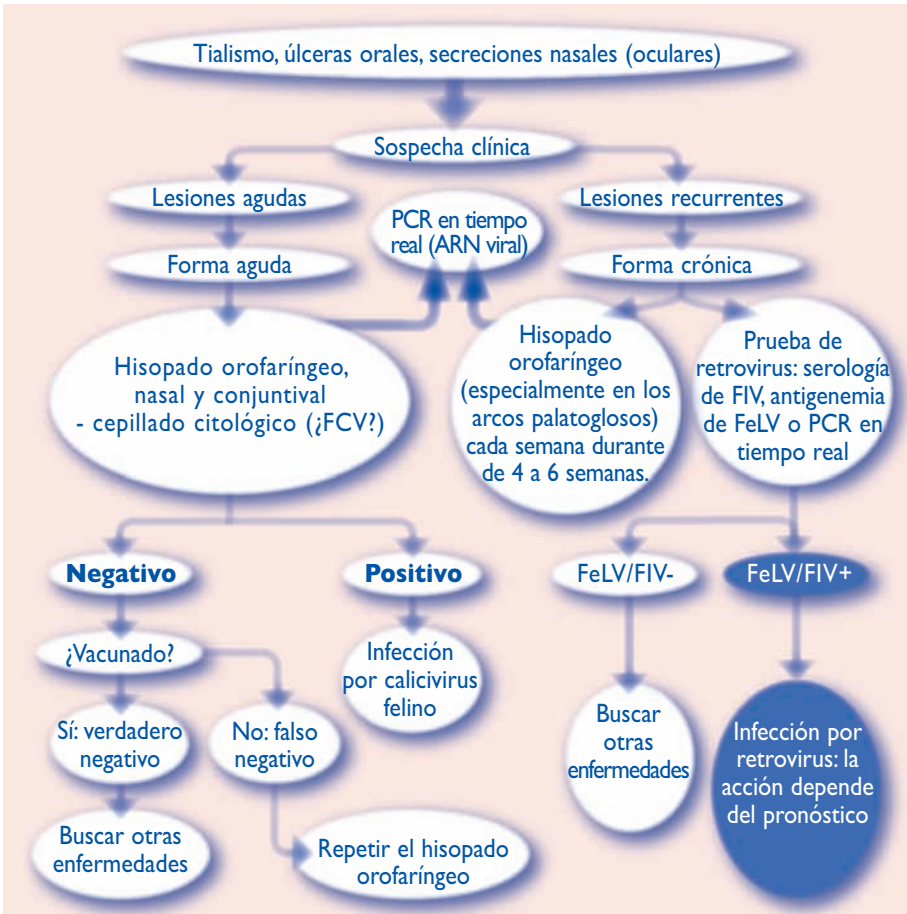 Tialismo, úlceras orales, secreciones nasales (oculares)
Sospecha clínica
Lesiones agudas
PCR en tiempo
real (ARN viral)
Lesiones recurrentes
Forma aguda
Forma crónica
Hisopado orofaríngeo,
nasal y conjuntival
- cepillado citológico (¿FCV?)
Hisopado
orofaríngeo
(especialmente en los
arcos palatoglosos)
cada semana durante
de 4 a 6 semanas.
Prueba de
retrovirus: serología
de FIV, antigenemia
de FeLV o PCR en
tiempo real
Negativo
Positivo
FeLV/FIV-
FeLV/FIV+
¿Vacunado?
Infección
por calicivirus
felino
Sí: verdadero
negativo
No: falso
negativo
Buscar
otras
enfermedades
Infección por
retrovirus: la
acción depende
del pronóstico
Buscar otras
enfermedades
Repetir el hisopado
orofaríngeo